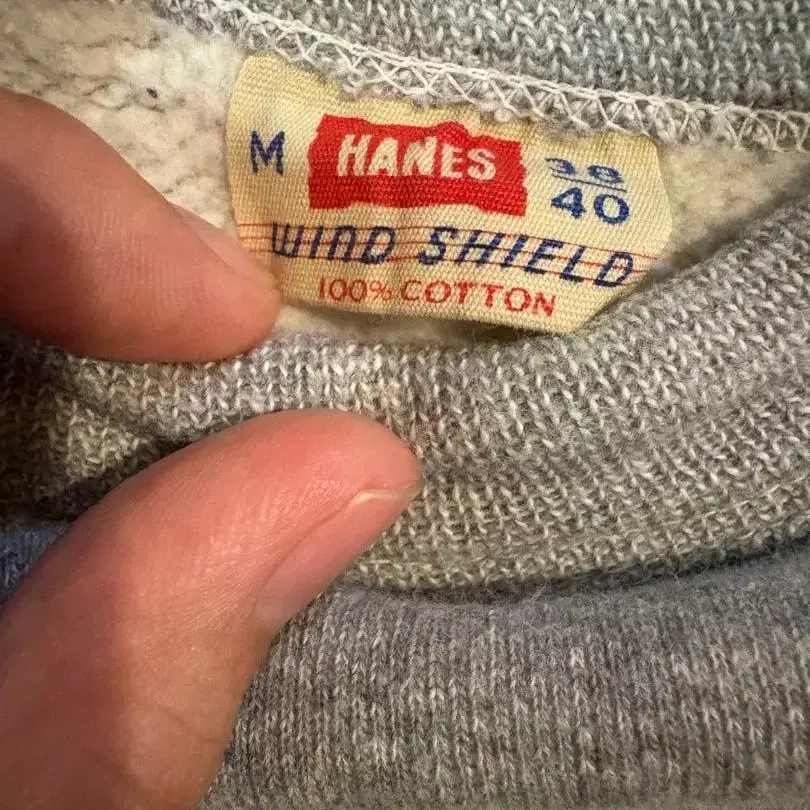 M HANES 38
40
WIND SHIELD
100% COTTON